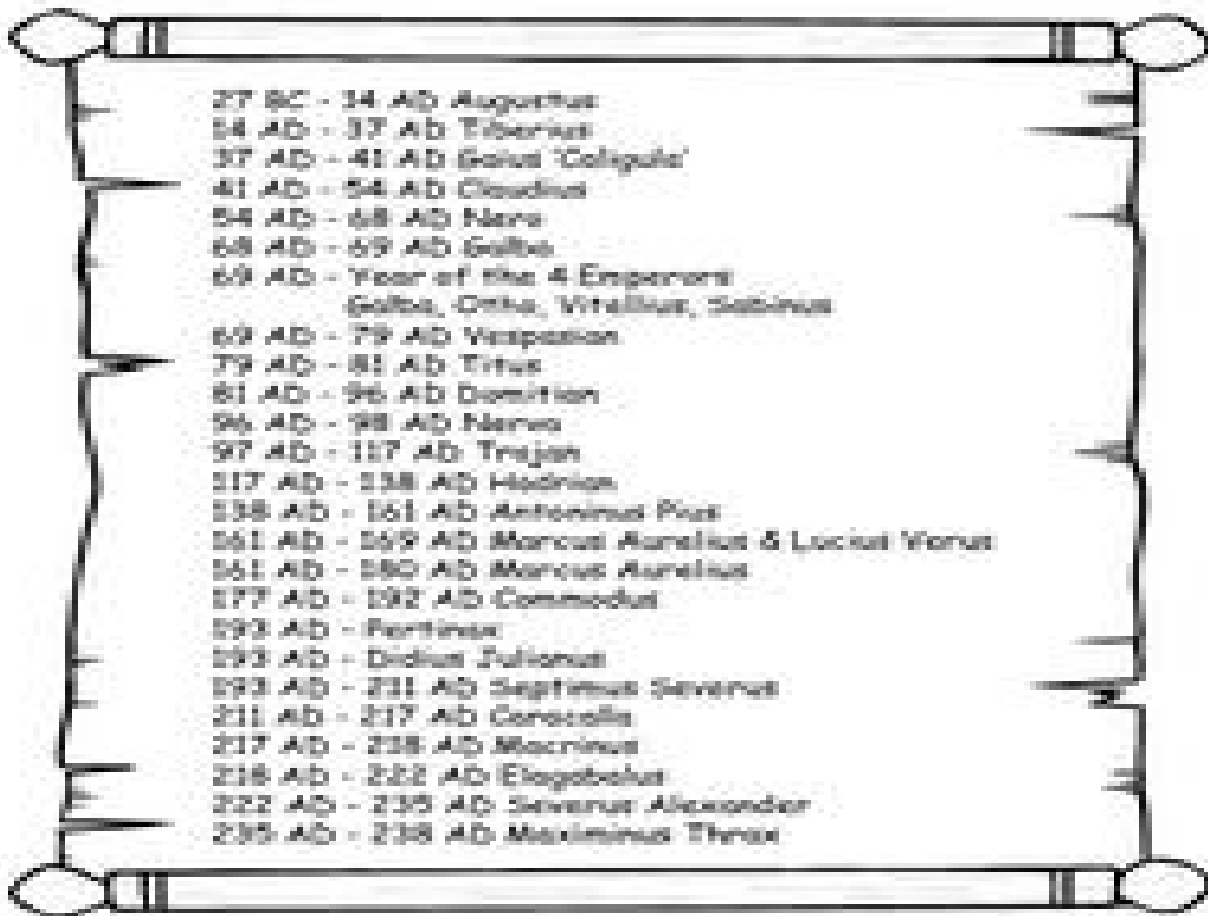 27 BC - 14 AD Augustus
14 AD - 37 AD Tiberius
37 AD - 41 AD Gaius 'Caligula'
41 AD - 54 AD Claudius
54 AD - 68 AD Nero
68 AD - 69 AD Galba
69 AD - Year of the 4 Emperors
Galba, Otho, Vitellius, Sabinus
69 AD - 79 AD Vespasian
79 AD - 81 AD Titus
81 AD - 96 AD Domitian
96 AD - 98 AD Nerva
97 AD - 117 AD Trajan
117 AD - 138 AD Hadrian
138 AD - 161 AD Antoninus Pius
161 AD - 169 AD Marcus Aurelius & Lucius Verus
161 AD - 180 AD Marcus Aurelius
177 AD - 192 AD Commodus
193 AD - Pertinax
193 AD - Didius Julianus
193 AD - 211 AD Septimus Severus
211 AD - 217 AD Caracalla
217 AD - 218 AD Macrinus
218 AD - 222 AD Elagabalus
222 AD - 235 AD Severus Alexander
235 AD - 238 AD Maximinus Thrax